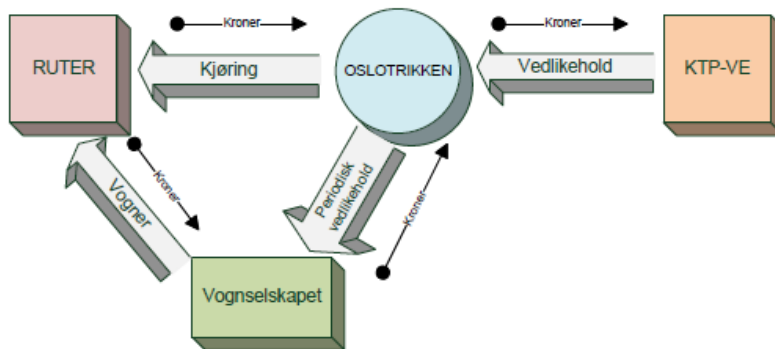 Kroner
Kroner
RUTER
Kjøring
OSLOTRIKKEN
Vedlikehold
KTP-VE
Kroner
Vogner
Periodisk
vedlikehold
Kroner
Vognselskapet